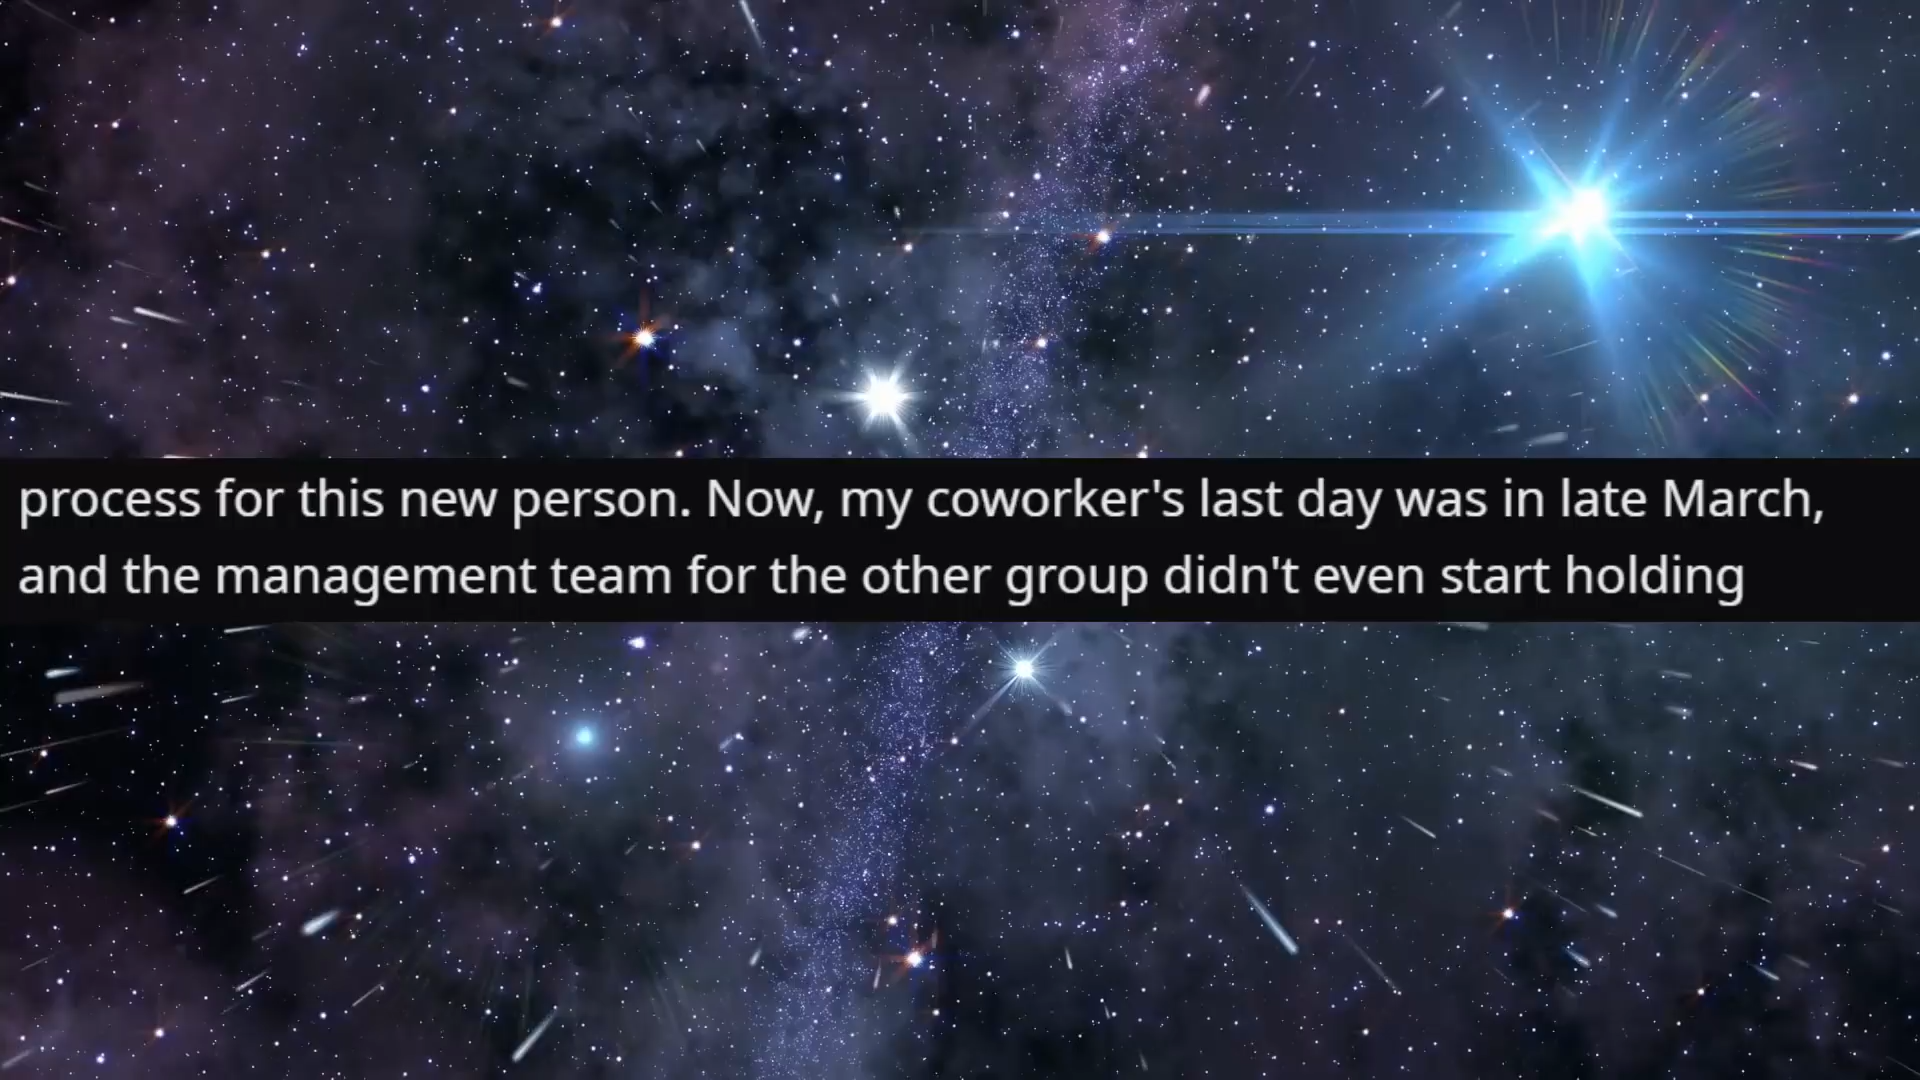 process for this new person. Now, my coworker's last day was in late March,
and the management team for the other group didn't even start holding